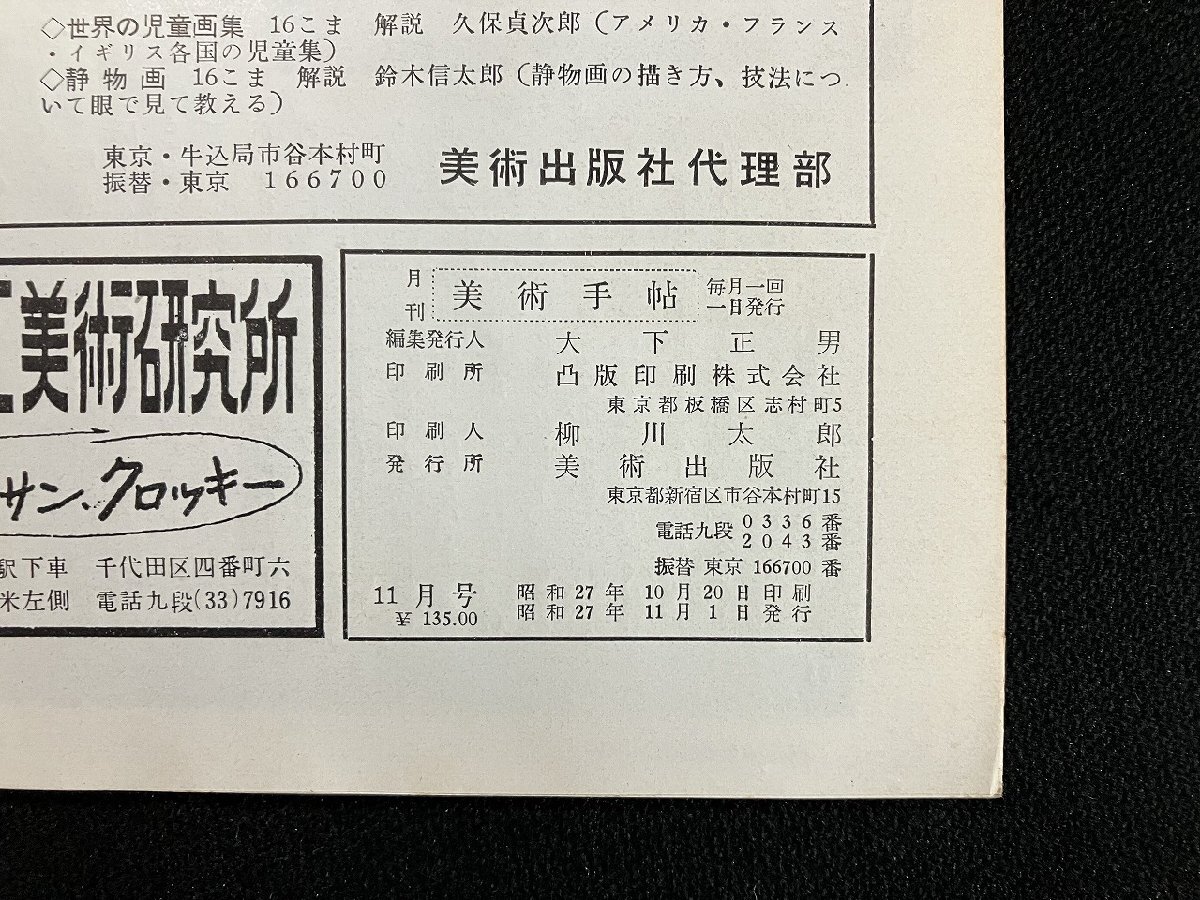 ◇世界の児童画集 16こま 解説 久保貞次郎(アメリカ・フランス
・イギリス各国の児童集)
◇静物画 16こま 解説 鈴木信太郎(静物画の描き方、技法につ
いて眼で見て教える)
東京・牛込局市谷本村町
振替・東京 166700
美術出版社代理部
美術研究所
サン、クロッキー
駅下車 千代田区四番町六
米左側 電話九段(33)7916
月刊 美術手帖 毎月一回
一日発行
編集発行人 大下正男
印刷所 凸版印刷株式会社
東京都板橋区志村町5
印刷人 柳川太郎
発行所 美術出版社
東京都新宿区市谷本村町15
電話九段 0336番
2043番
振替 東京 166700 番
11月号 昭和27年 10月20日印刷
¥ 135.00 昭和27年 11月1日発行